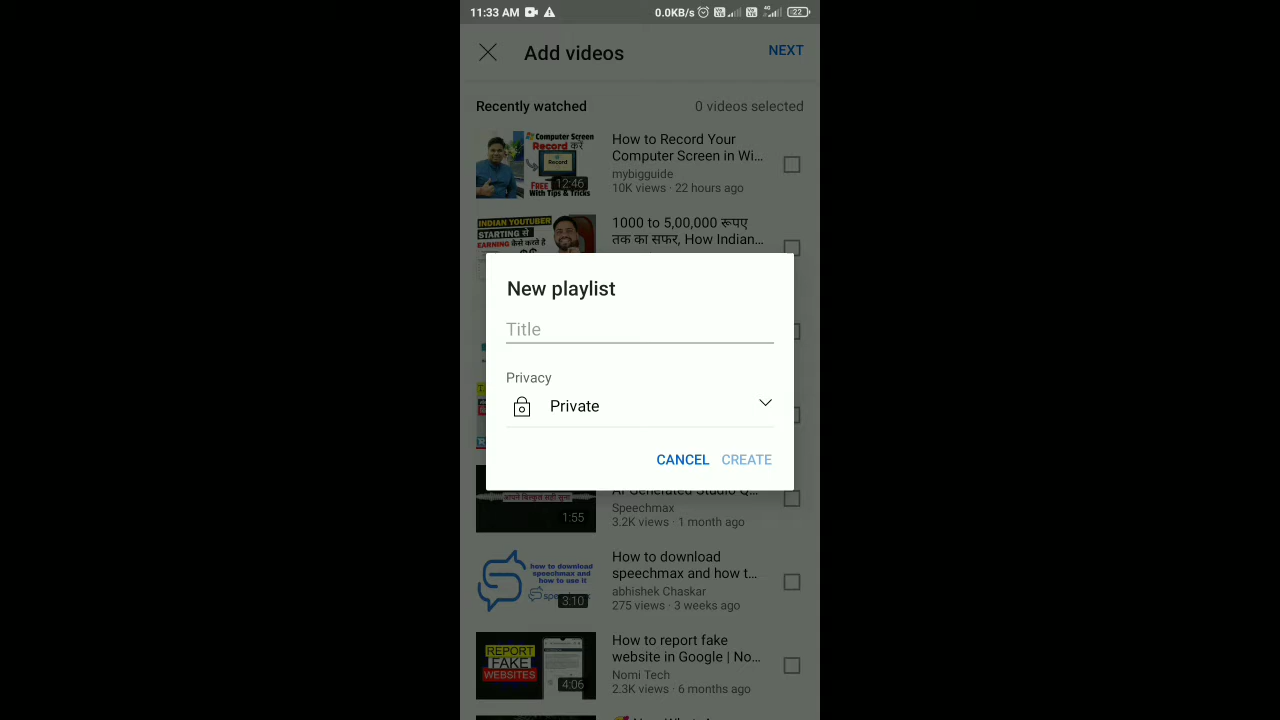 11:33 AM
0.0KB/s
22
Add videos
NEXT
Recently watched
0 videos selected
Computer Screen
Record करें
Record
FREE
With Tips & Tricks
12:46
How to Record Your
Computer Screen in Wi...
mybigguide
10K views · 22 hours ago
INDIAN YOUTUBER
STARTING से
EARNING कैसे करते है
1000 to 5,00,000 रूपए
तक का सफर, How Indian...
New playlist
Title
Privacy
Private
CANCEL
CREATE
1:55
Speechmax
3.2K views · 1 month ago
how to download
speechmax and how to
use it
3:10
How to download
speechmax and how t...
abhishek Chaskar
275 views · 3 weeks ago
REPORT
FAKE
WEBSITES
4:06
How to report fake
website in Google | No...
Nomi Tech
2.3K views · 6 months ago